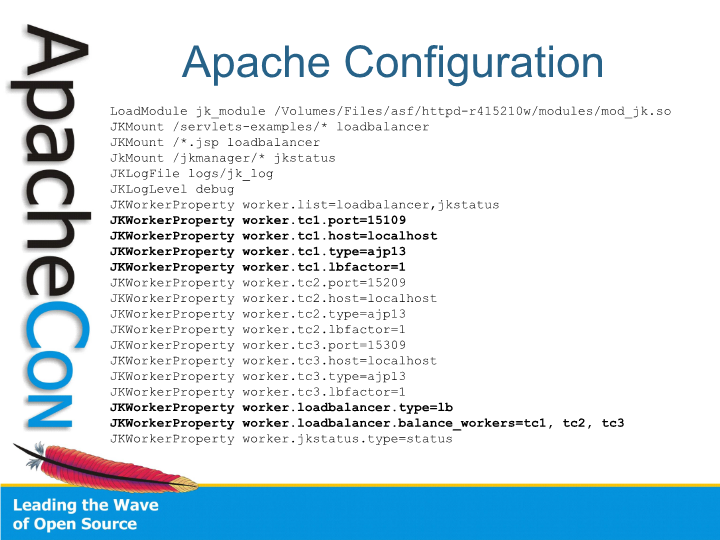 ApacheCon
Apache Configuration
LoadModule jk_module /Volumes/Files/asf/httpd-r415210w/modules/mod_jk.so
JKMount /servlets-examples/* loadbalancer
JKMount /*.jsp loadbalancer
JkMount /jkmanager/* jkstatus
JKLogFile logs/jk_log
JKLogLevel debug
JKWorkerProperty worker.list=loadbalancer,jkstatus
JKWorkerProperty worker.tc1.port=15109
JKWorkerProperty worker.tc1.host=localhost
JKWorkerProperty worker.tc1.type=ajp13
JKWorkerProperty worker.tc1.lbfactor=1
JKWorkerProperty worker.tc2.port=15209
JKWorkerProperty worker.tc2.host=localhost
JKWorkerProperty worker.tc2.type=ajp13
JKWorkerProperty worker.tc2.lbfactor=1
JKWorkerProperty worker.tc3.port=15309
JKWorkerProperty worker.tc3.host=localhost
JKWorkerProperty worker.tc3.type=ajp13
JKWorkerProperty worker.tc3.lbfactor=1
JKWorkerProperty worker.loadbalancer.type=lb
JKWorkerProperty worker.loadbalancer.balance_workers=tc1, tc2, tc3
JKWorkerProperty worker.jkstatus.type=status
Leading the Wave
of Open Source